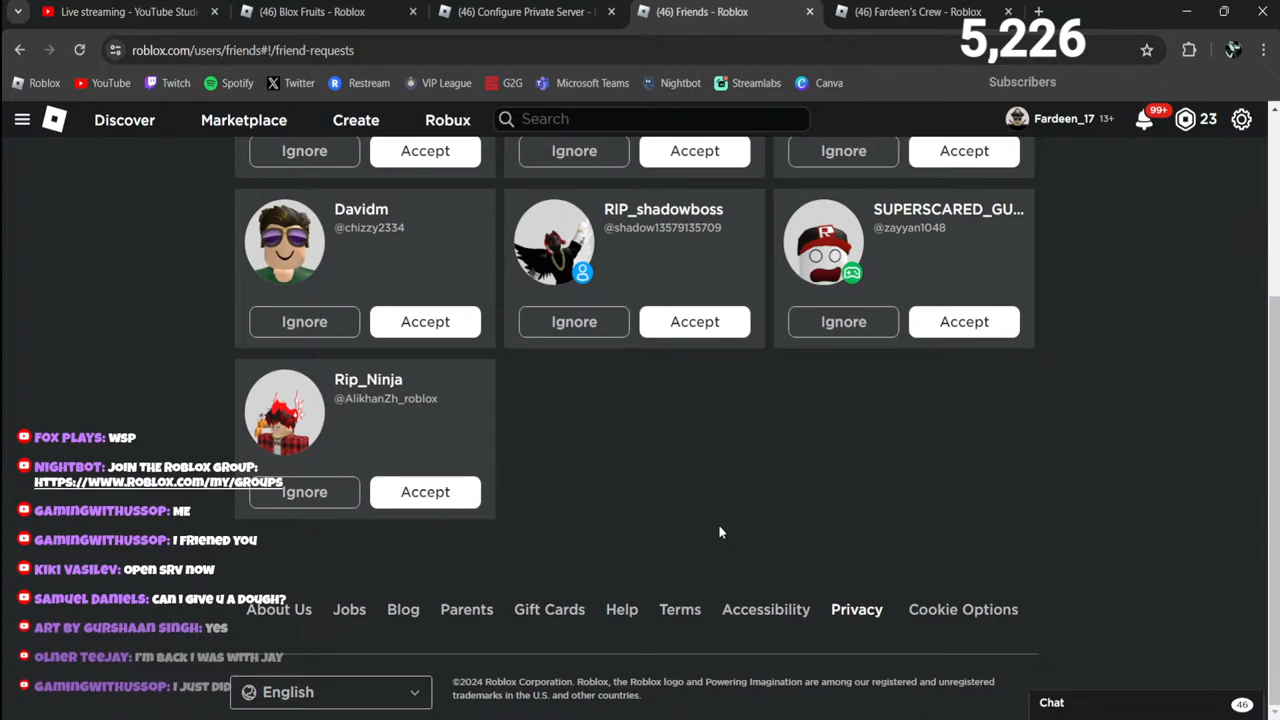 Live streaming - YouTube Studi
(46) Blox Fruits - Roblox
(46) Configure Private Server -
(46) Friends - Roblox
(46) Fardeen's Crew - Roblox
roblox.com/users/friends#!/friend-requests
5,226
Subscribers
Roblox
YouTube
Twitch
Spotify
Twitter
Restream
VIP League
G2G
Microsoft Teams
Nightbot
Streamlabs
Canva
Discover
Marketplace
Create
Roblox
Search
Fardeen_17 13+
99+
23
Ignore Accept
Ignore Accept
Ignore Accept
Davidm
@chizzy2334
Ignore Accept
RIP_shadowboss
@shadow13579135709
Ignore Accept
SUPERSCARED_GU...
@zayyan1048
Ignore Accept
Rip_Ninja
@AlikhanZh_roblox
Ignore Accept
FOX PLAYS: WSP
NIGHTBOT: JOIN THE ROBLOX GROUP:
HTTPS://WWW.ROBLOX.COM/MY/GROUPS
GAMINGWITHUSSOP: ME
GAMINGWITHUSSOP: I FRIENED YOU
KIKI VASILEV: OPEN SRV NOW
SAMUEL DANIELS: CAN I GIVE U A DOUGH?
ART BY GURSHAAN SINGH: YES
OLNER TEEJAY: I'M BACK I WAS WITH JAY
GAMINGWITHUSSOP: I JUST DID
About Us Jobs Blog Parents Gift Cards Help Terms Accessibility Privacy Cookie Options
English
©2024 Roblox Corporation. Roblox, the Roblox logo and Powering Imagination are among our registered and unregistered
trademarks in the U.S. and other countries.
Chat 46